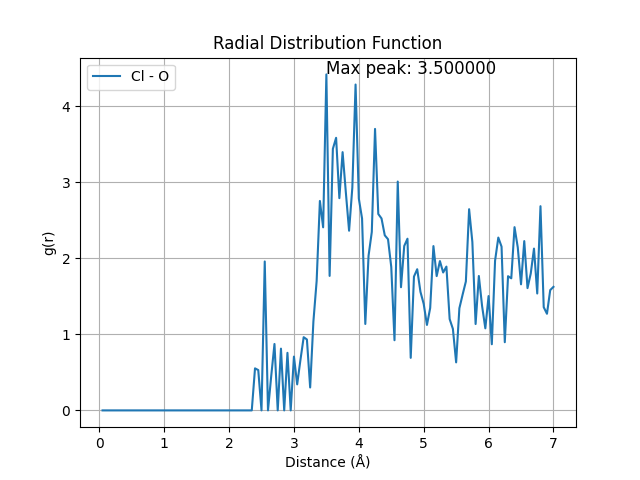 Radial Distribution Function
Cl - O
Max peak: 3.500000
g(r)
4
3
2
1
0
0 1 2 3 4 5 6 7
Distance (Å)